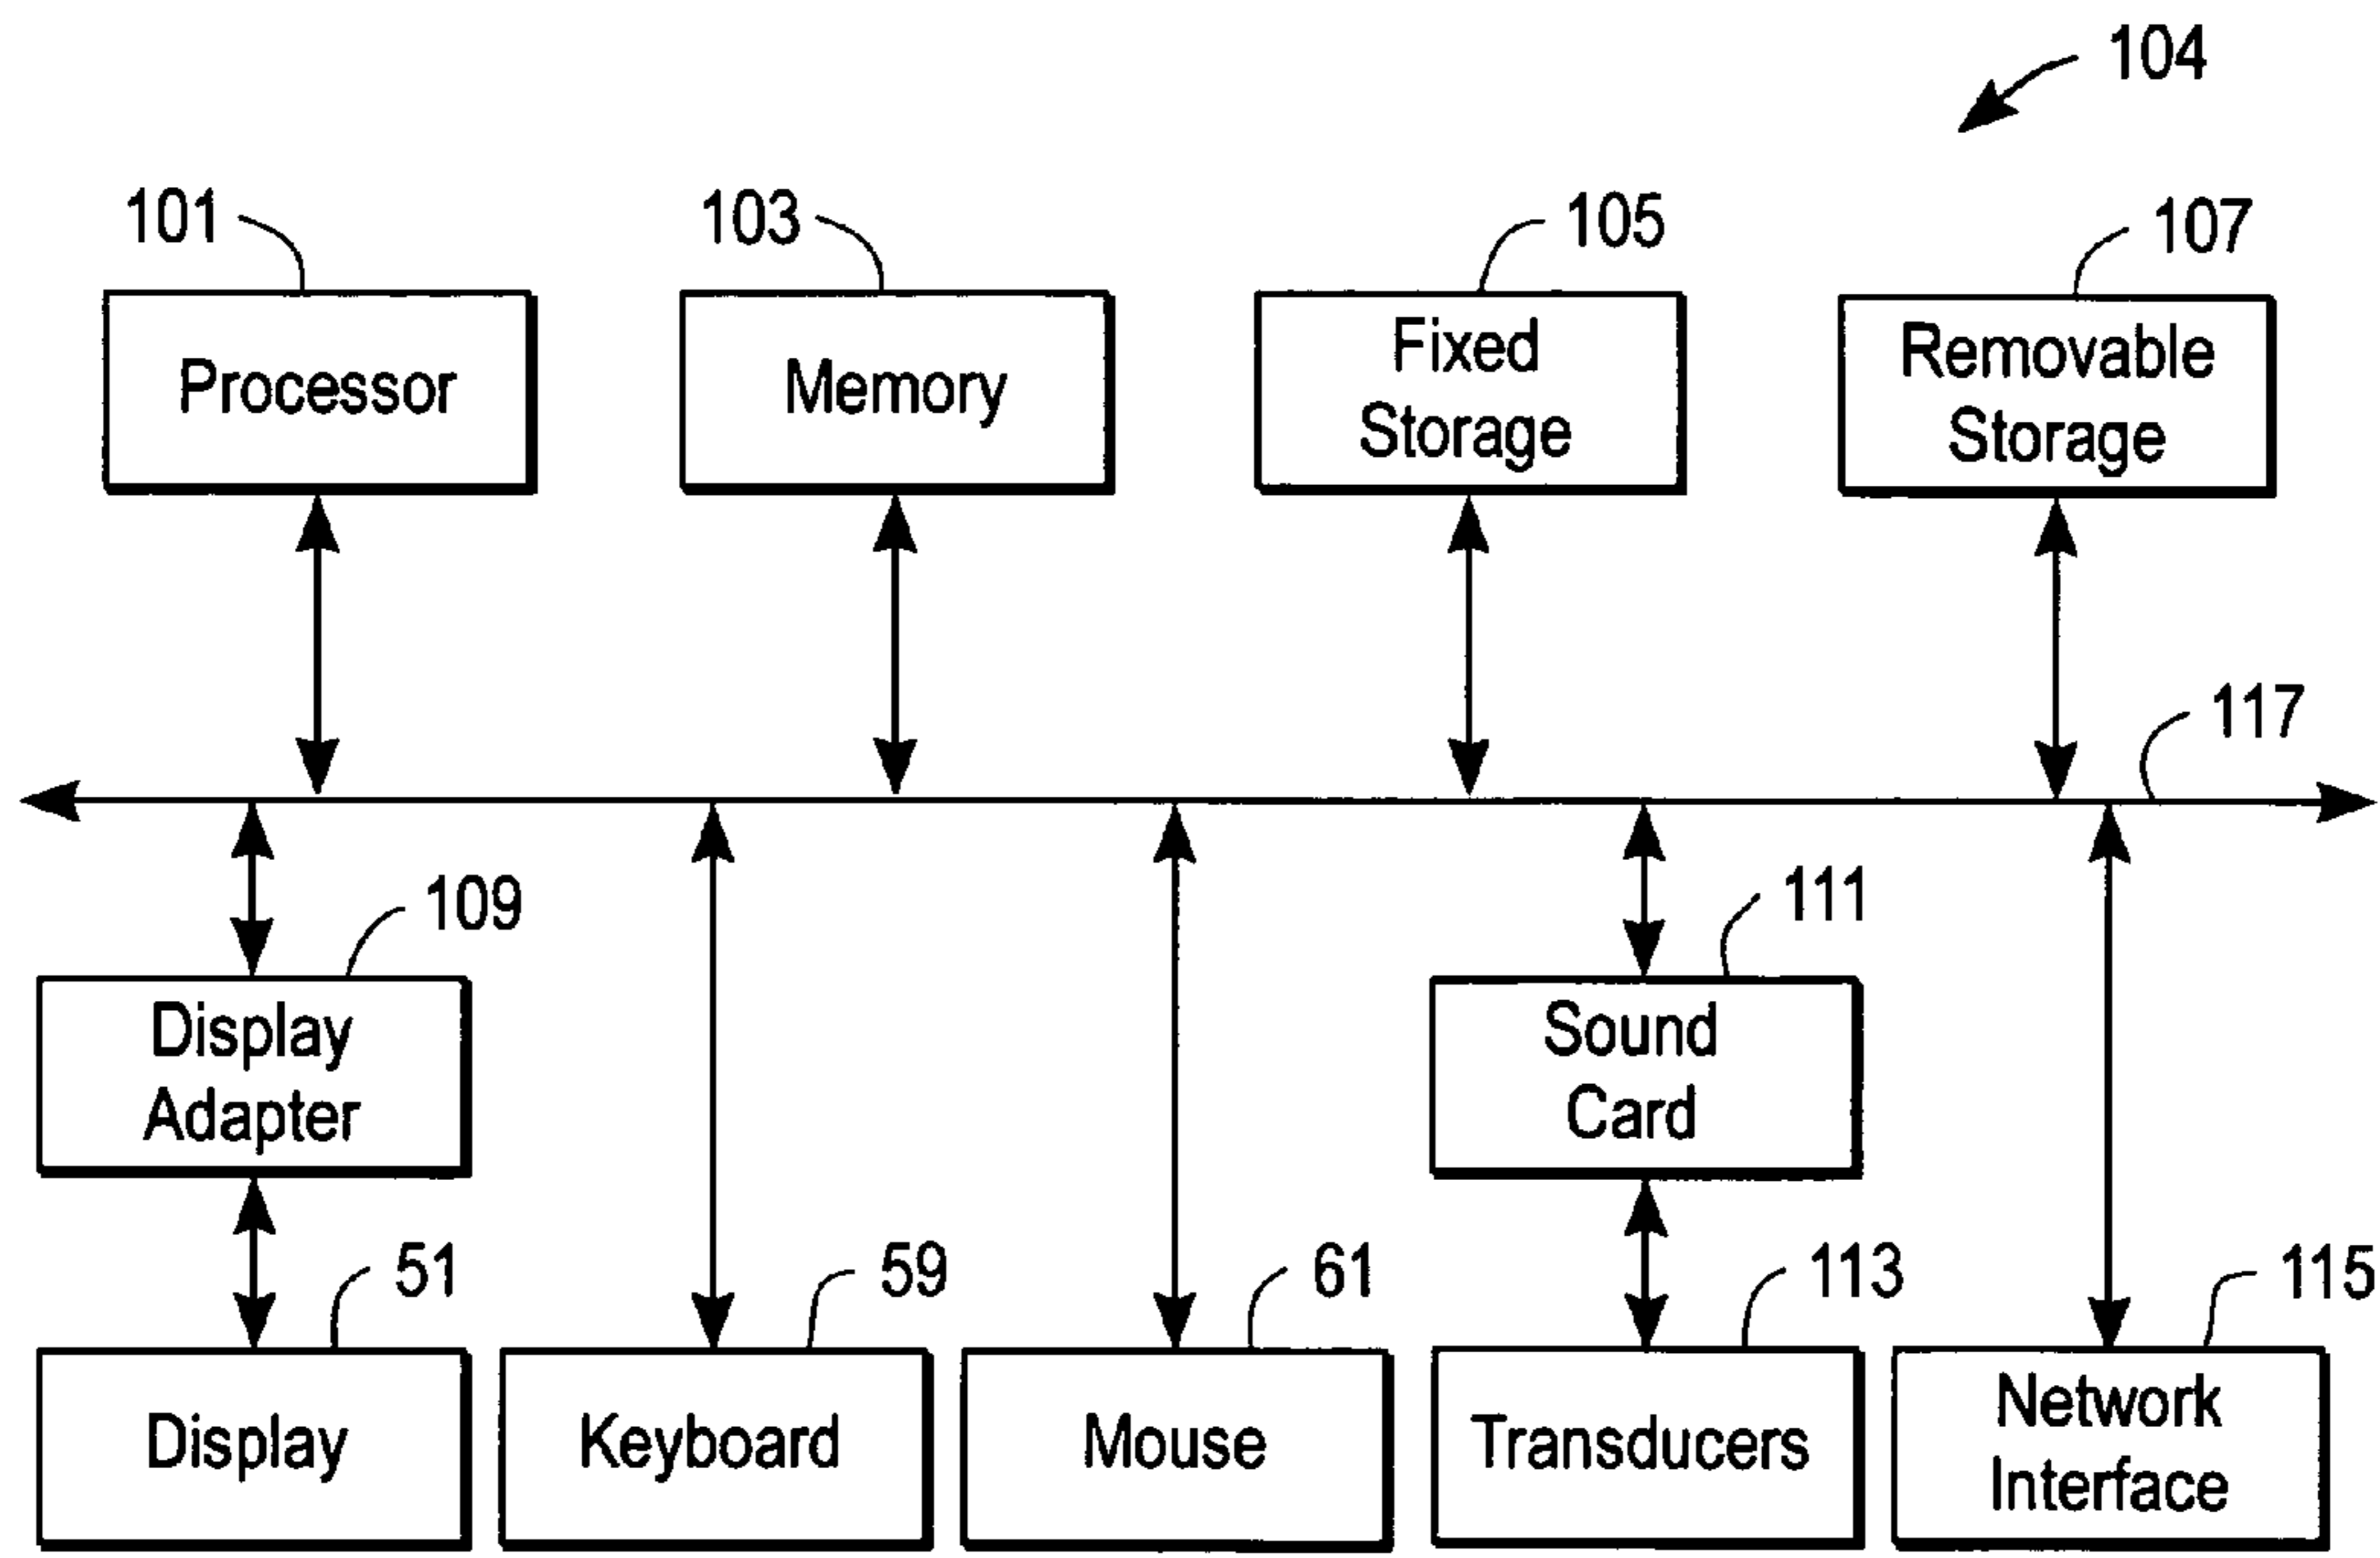 104
101
103
105
107
Processor
Memory
Fixed
Storage
Removable
Storage
117
109
111
Display
Adapter
Sound
Card
51
59
61
113
115
Display
Keyboard
Mouse
Transducers
Network
Interface